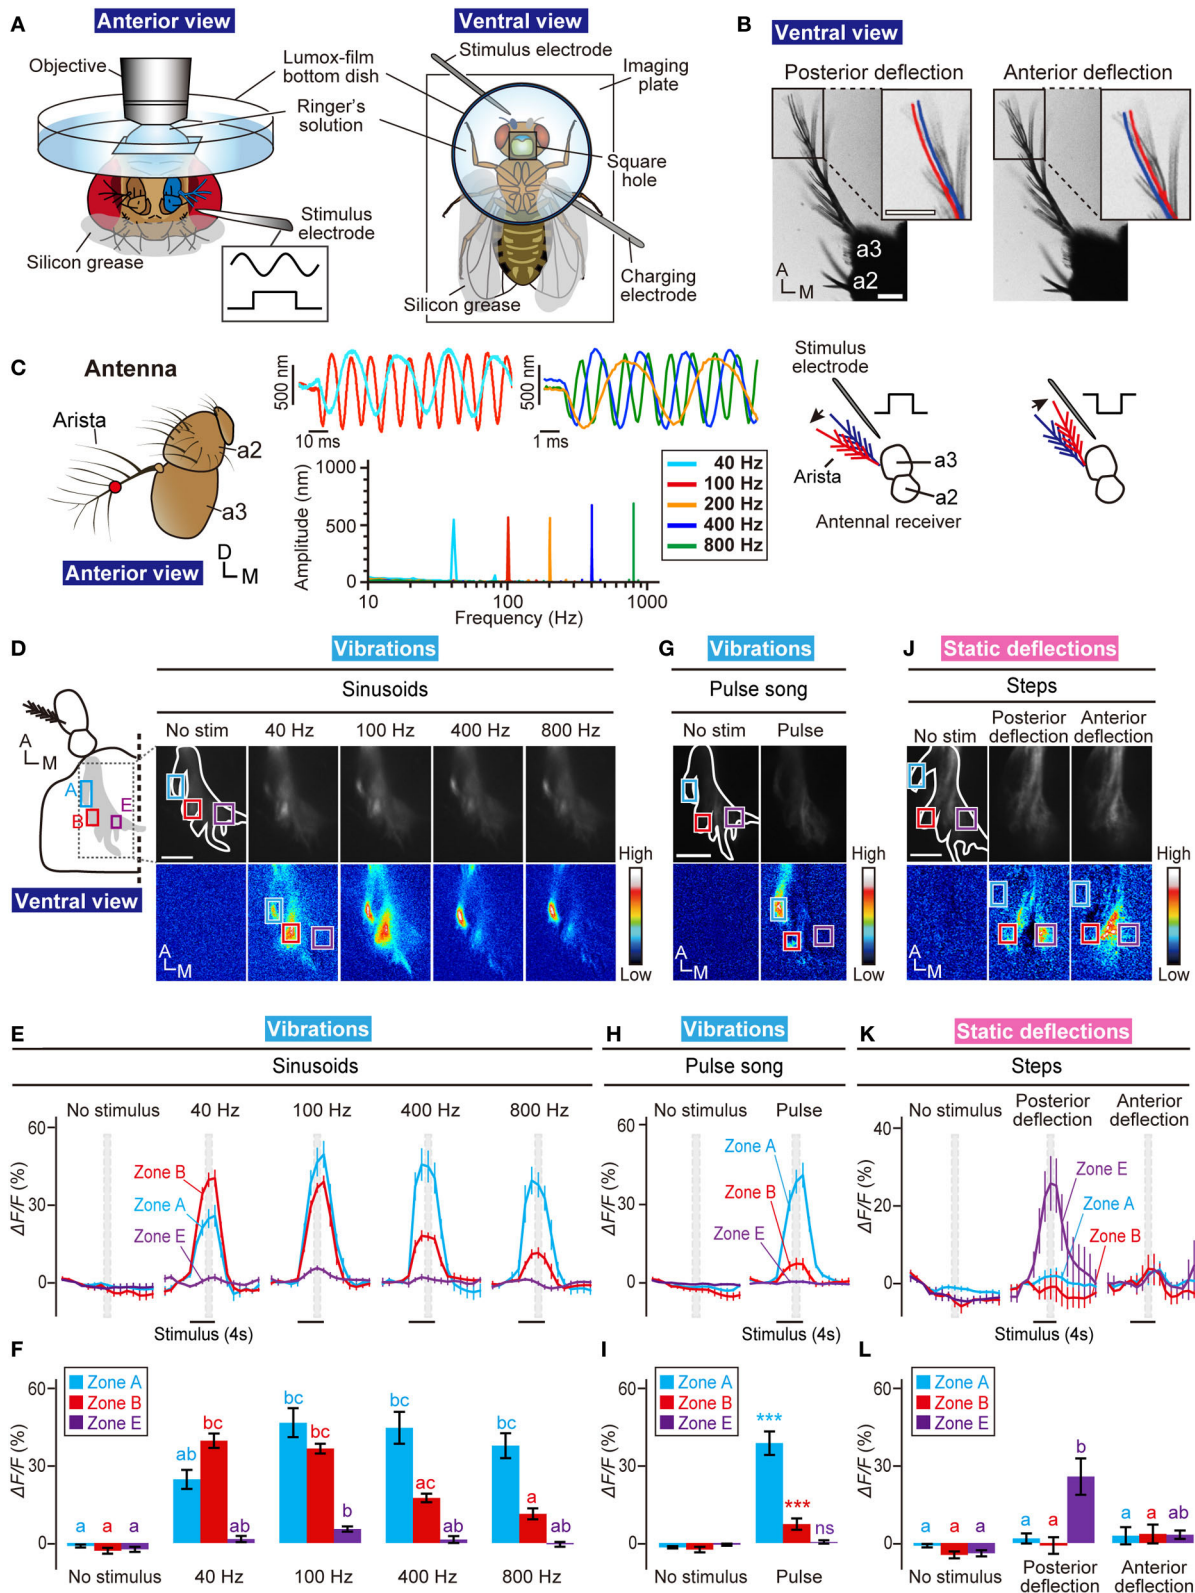 A
Anterior view
Ventral view
Objective
Lumox-film
bottom dish
Ringer's
solution
Stimulus
electrode
Silicon grease
Stimulus electrode
Imaging
plate
Square
hole
Charging
electrode
Silicon grease
B
Ventral view
Posterior deflection
Anterior deflection
a3
a2
A
M
Stimulus
electrode
Arista
a3
a2
Antennal receiver
C
Antenna
Arista
a2
a3
D
M
Anterior view
500 nm
10 ms
500 nm
1 ms
Amplitude (nm)
1000
500
0
10
100
1000
Frequency (Hz)
40 Hz
100 Hz
200 Hz
400 Hz
800 Hz
D
Vibrations
Sinusoids
No stim
40 Hz
100 Hz
400 Hz
800 Hz
A
M
A
B
E
Ventral view
A
M
High
Low
G
Vibrations
Pulse song
No stim
Pulse
A
M
High
Low
J
Static deflections
Steps
No stim
Posterior
deflection
Anterior
deflection
A
M
High
Low
E
Vibrations
Sinusoids
No stimulus
40 Hz
100 Hz
400 Hz
800 Hz
ΔF/F (%)
60
30
0
Zone B
Zone A
Zone E
Stimulus (4s)
H
Vibrations
Pulse song
No stimulus
Pulse
ΔF/F (%)
60
30
0
Zone A
Zone B
Zone E
Stimulus (4s)
K
Static deflections
Steps
No stimulus
Posterior
deflection
Anterior
deflection
ΔF/F (%)
40
20
0
Zone E
Zone A
Zone B
Stimulus (4s)
F
Zone A
Zone B
Zone E
ΔF/F (%)
60
30
0
a a a
ab bc ab
bc bc b
bc ac ab
bc a ab
No stimulus
40 Hz
100 Hz
400 Hz
800 Hz
I
Zone A
Zone B
Zone E
ΔF/F (%)
60
30
0
*** *** ns
No stimulus
Pulse
L
Zone A
Zone B
Zone E
ΔF/F (%)
60
30
0
a a a
a a b
a a ab
No stimulus
Posterior
deflection
Anterior
deflection